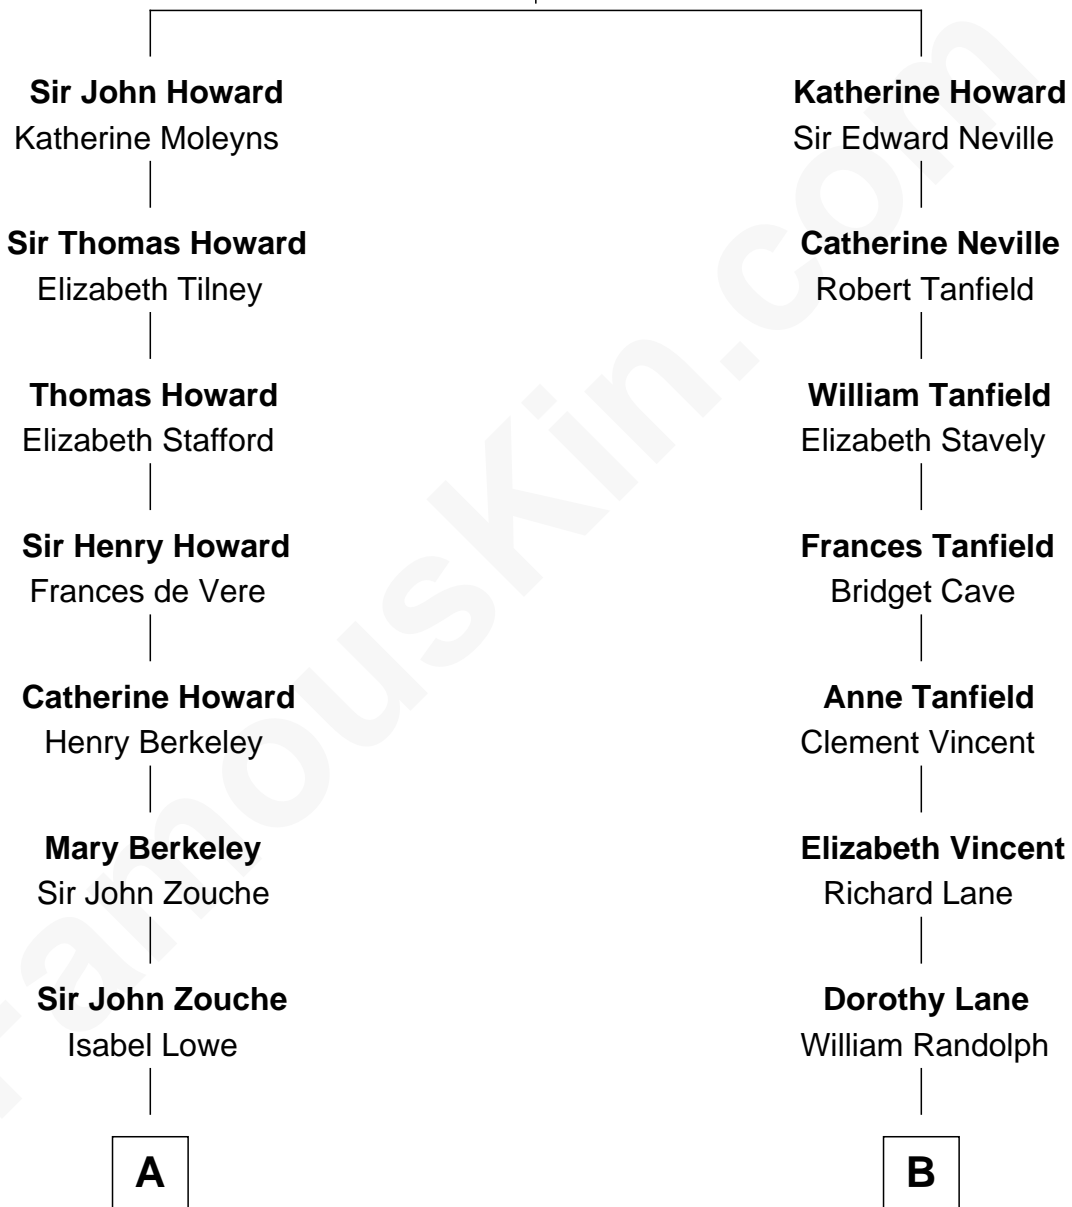 Sir John Howard
Katherine Moleyns
Sir Thomas Howard
Elizabeth Tilney
Thomas Howard
Elizabeth Stafford
Sir Henry Howard
Frances de Vere
Catherine Howard
Henry Berkeley
Mary Berkeley
Sir John Zouche
Sir John Zouche
Isabel Lowe
A
Katherine Howard
Sir Edward Neville
Catherine Neville
Robert Tanfield
William Tanfield
Elizabeth Stavely
Frances Tanfield
Bridget Cave
Anne Tanfield
Clement Vincent
Elizabeth Vincent
Richard Lane
Dorothy Lane
William Randolph
B
FamousKin.com